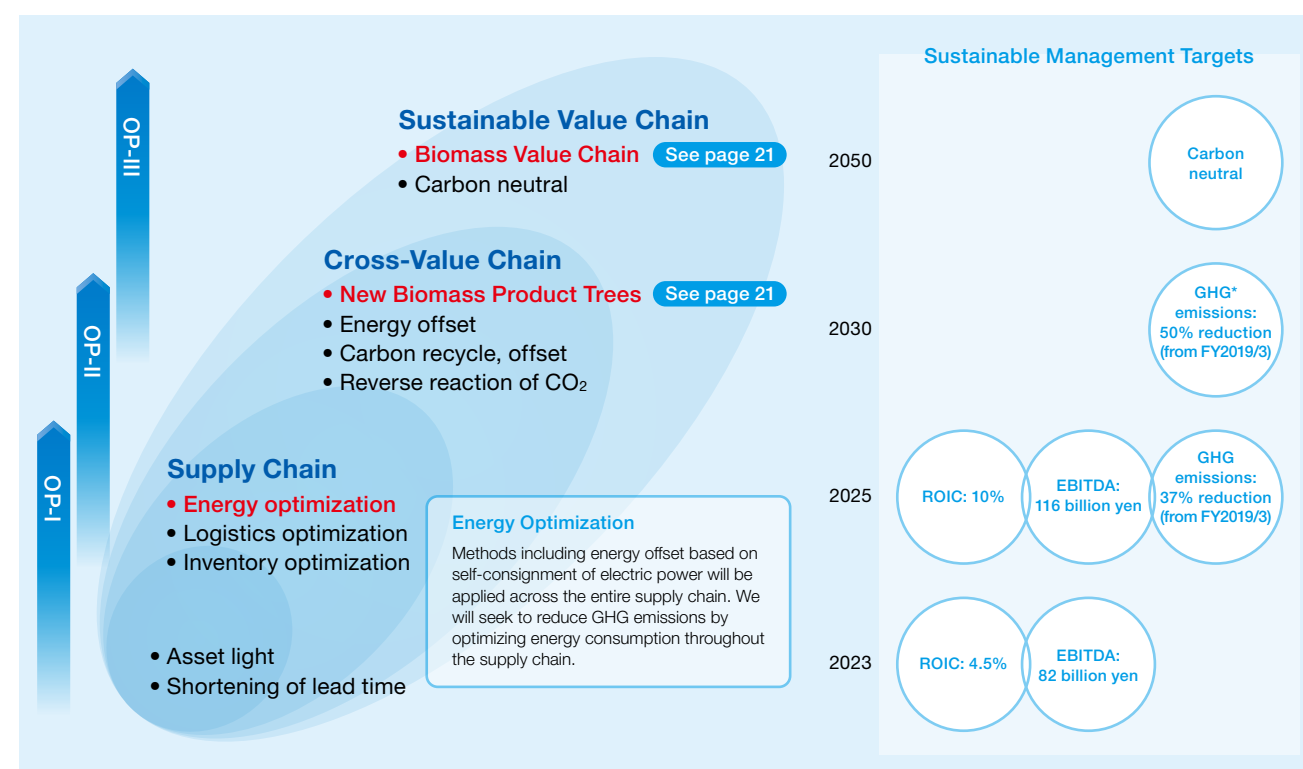 Sustainable Management Targets
OP-III
Sustainable Value Chain
• Biomass Value Chain See page 21
• Carbon neutral
2050
Carbon
neutral
OP-II
Cross-Value Chain
• New Biomass Product Trees See page 21
• Energy offset
• Carbon recycle, offset
• Reverse reaction of CO₂
2030
GHG*
emissions:
50% reduction
(from FY2019/3)
OP-I
Supply Chain
• Energy optimization
• Logistics optimization
• Inventory optimization
2025
ROIC: 10%
EBITDA:
116 billion yen
GHG
emissions:
37% reduction
(from FY2019/3)
Energy Optimization
Methods including energy offset based on
self-consignment of electric power will be
applied across the entire supply chain. We
will seek to reduce GHG emissions by
optimizing energy consumption throughout
the supply chain.
• Asset light
• Shortening of lead time
2023
ROIC: 4.5%
EBITDA:
82 billion yen